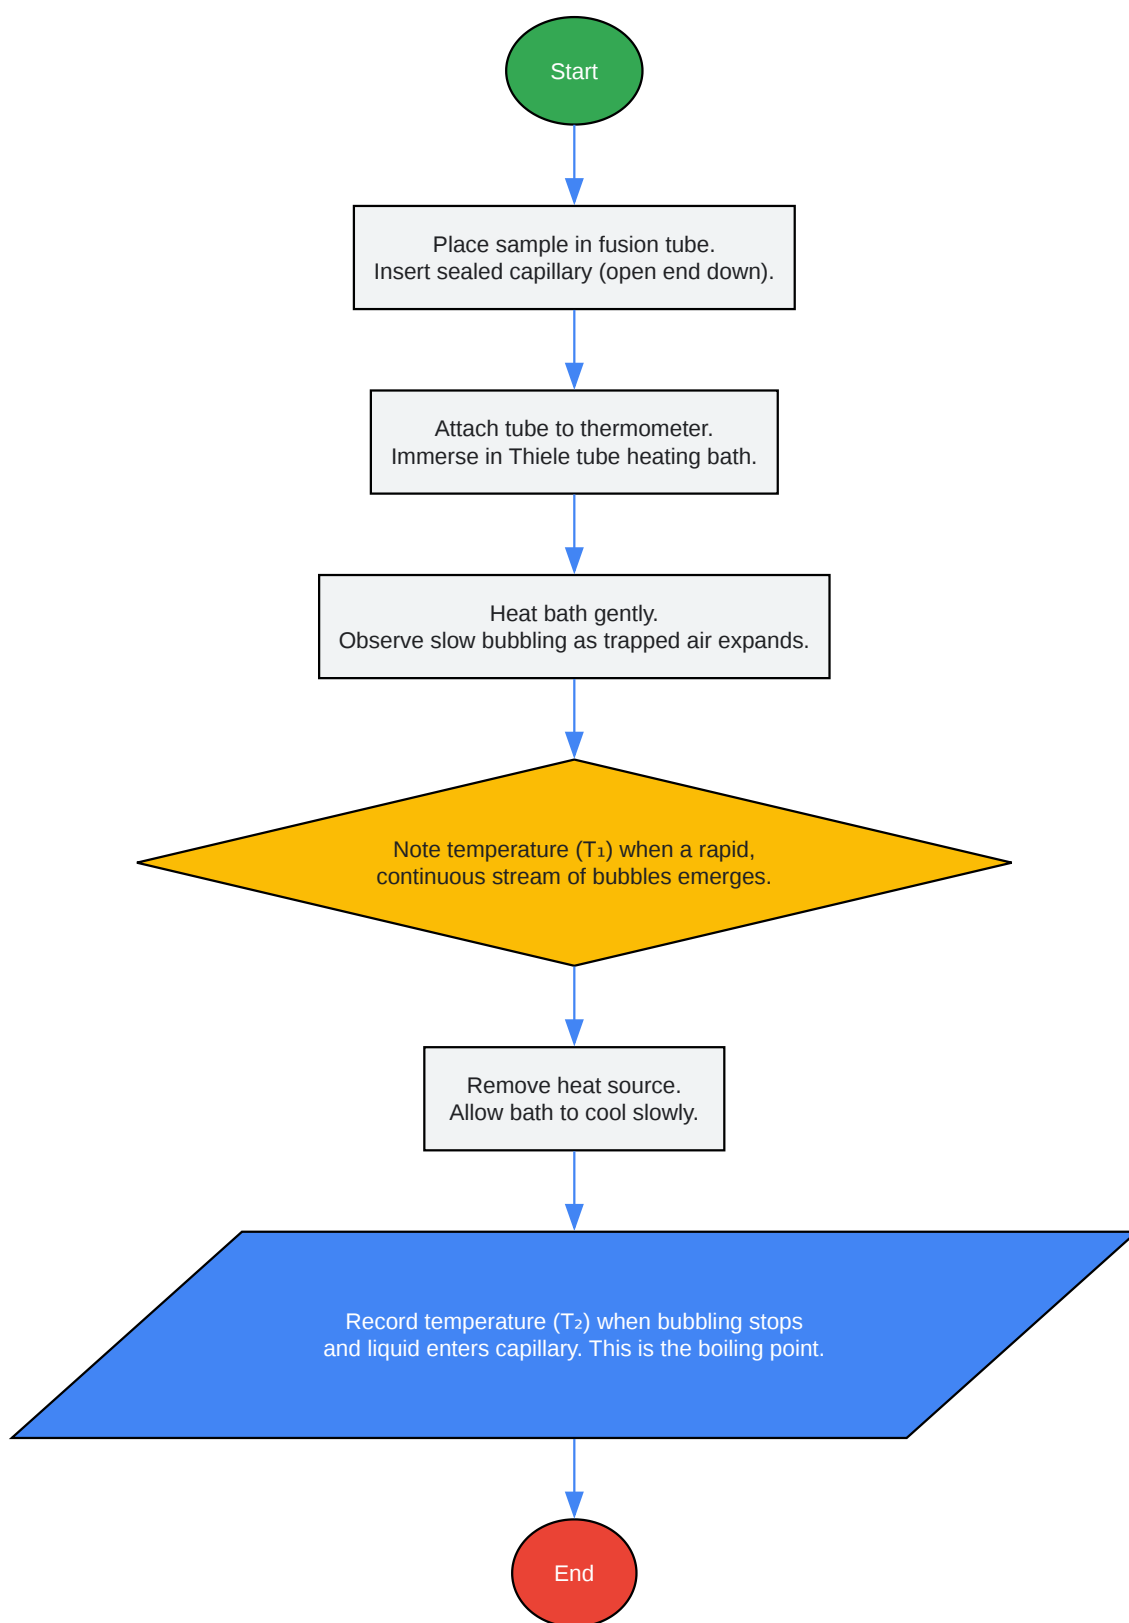 Start
Place sample in fusion tube.
Insert sealed capillary (open end down).
Attach tube to thermometer.
Immerse in Thiele tube heating bath.
Heat bath gently.
Observe slow bubbling as trapped air expands.
Note temperature (T₁) when a rapid,
continuous stream of bubbles emerges.
Remove heat source.
Allow bath to cool slowly.
Record temperature (T₂) when bubbling stops
and liquid enters capillary. This is the boiling point.
End